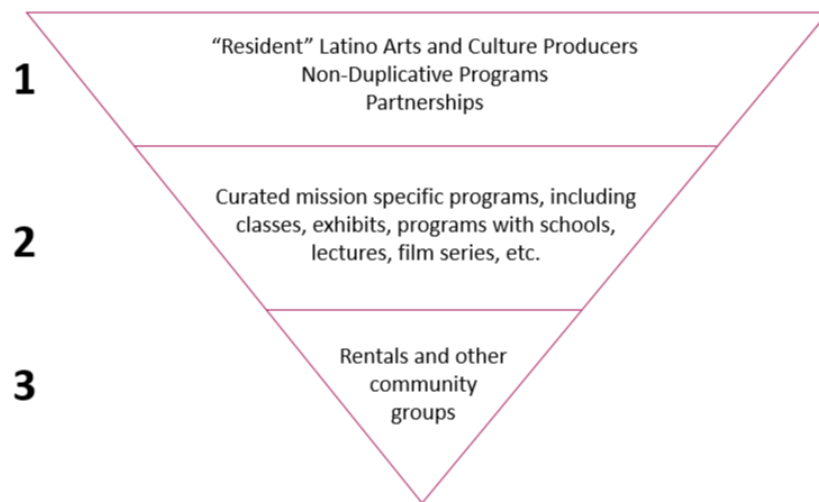 1
“Resident” Latino Arts and Culture Producers
Non-Duplicative Programs
Partnerships
2
Curated mission specific programs, including
classes, exhibits, programs with schools,
lectures, film series, etc.
3
Rentals and other
community
groups